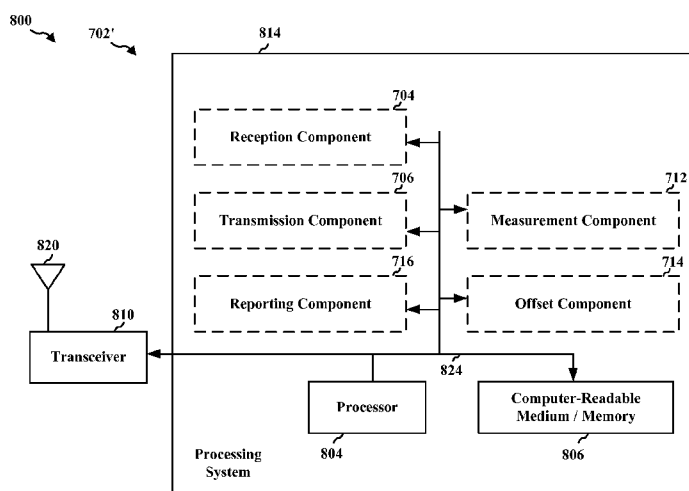 800
702'
814
704
Reception Component
706
712
Transmission Component
Measurement Component
820
716
714
Reporting Component
Offset Component
810
Transceiver
824
Processor
Computer-Readable
Medium / Memory
804
806
Processing
System